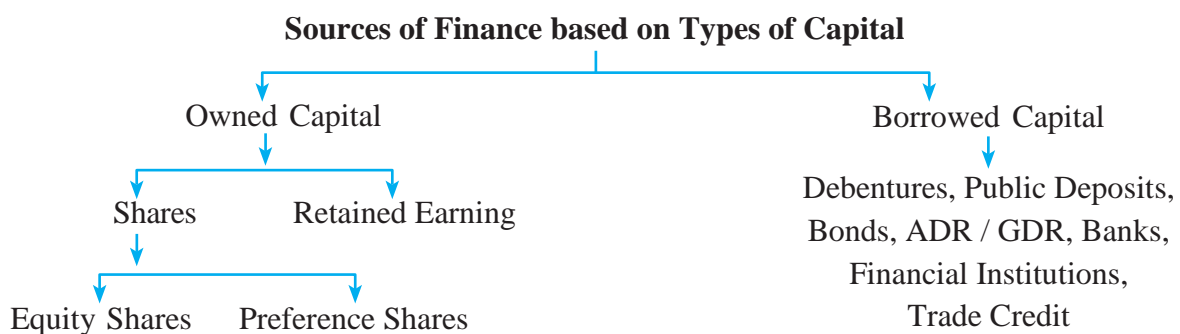 Sources of Finance based on Types of Capital
Owned Capital
Borrowed Capital
Shares
Retained Earning
Debentures, Public Deposits,
Bonds, ADR / GDR, Banks,
Financial Institutions,
Trade Credit
Equity Shares
Preference Shares